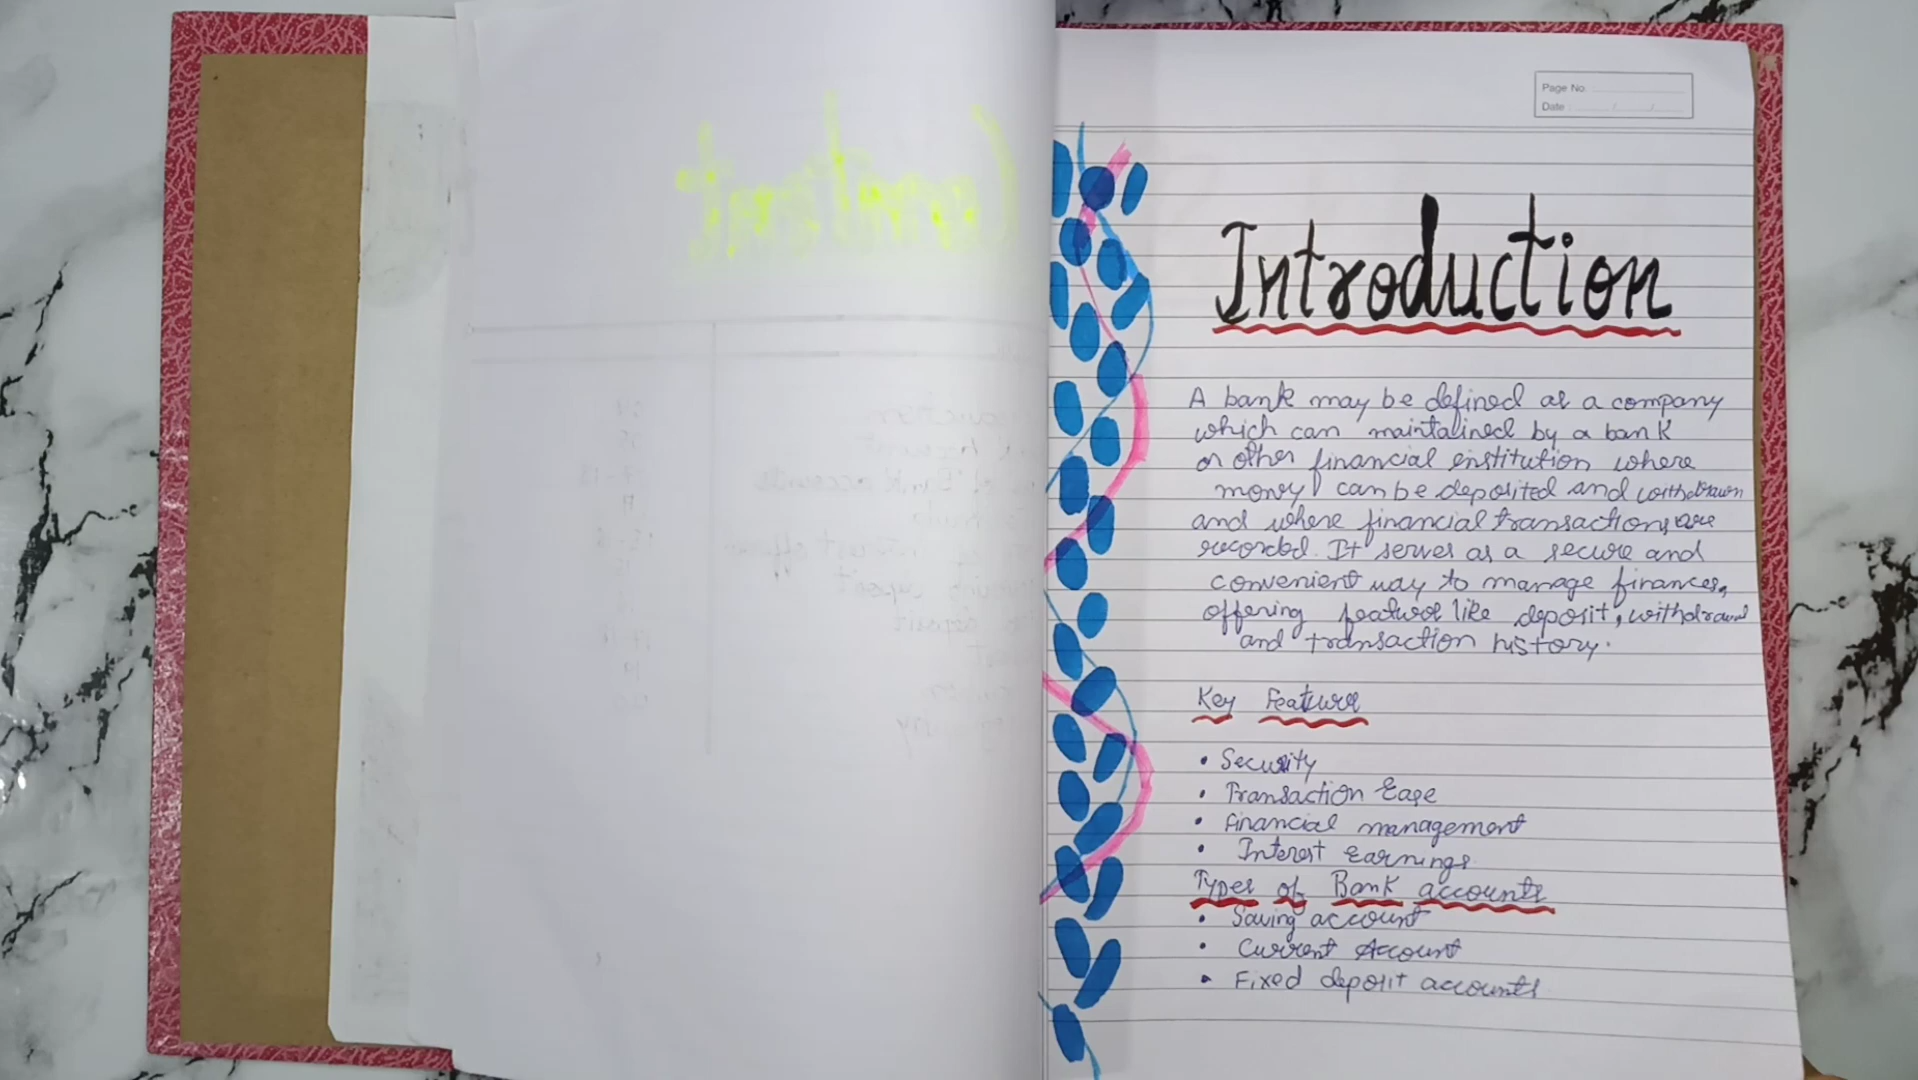 Content
Page No.
Date
Introduction
A bank may be defined as a company
which can maintained by a bank
or other financial institution where
money can be deposited and withdrawn
and where financial transactions are
recorded. It serves as a secure and
convenient way to manage finances,
offering feature like deposit, withdrawal
and transaction history.
Key Feature
• Security
• Transaction Ease
• Financial management
• Interest earnings
Types of Bank accounts
• Saving account
• Current Account
• Fixed deposit accounts